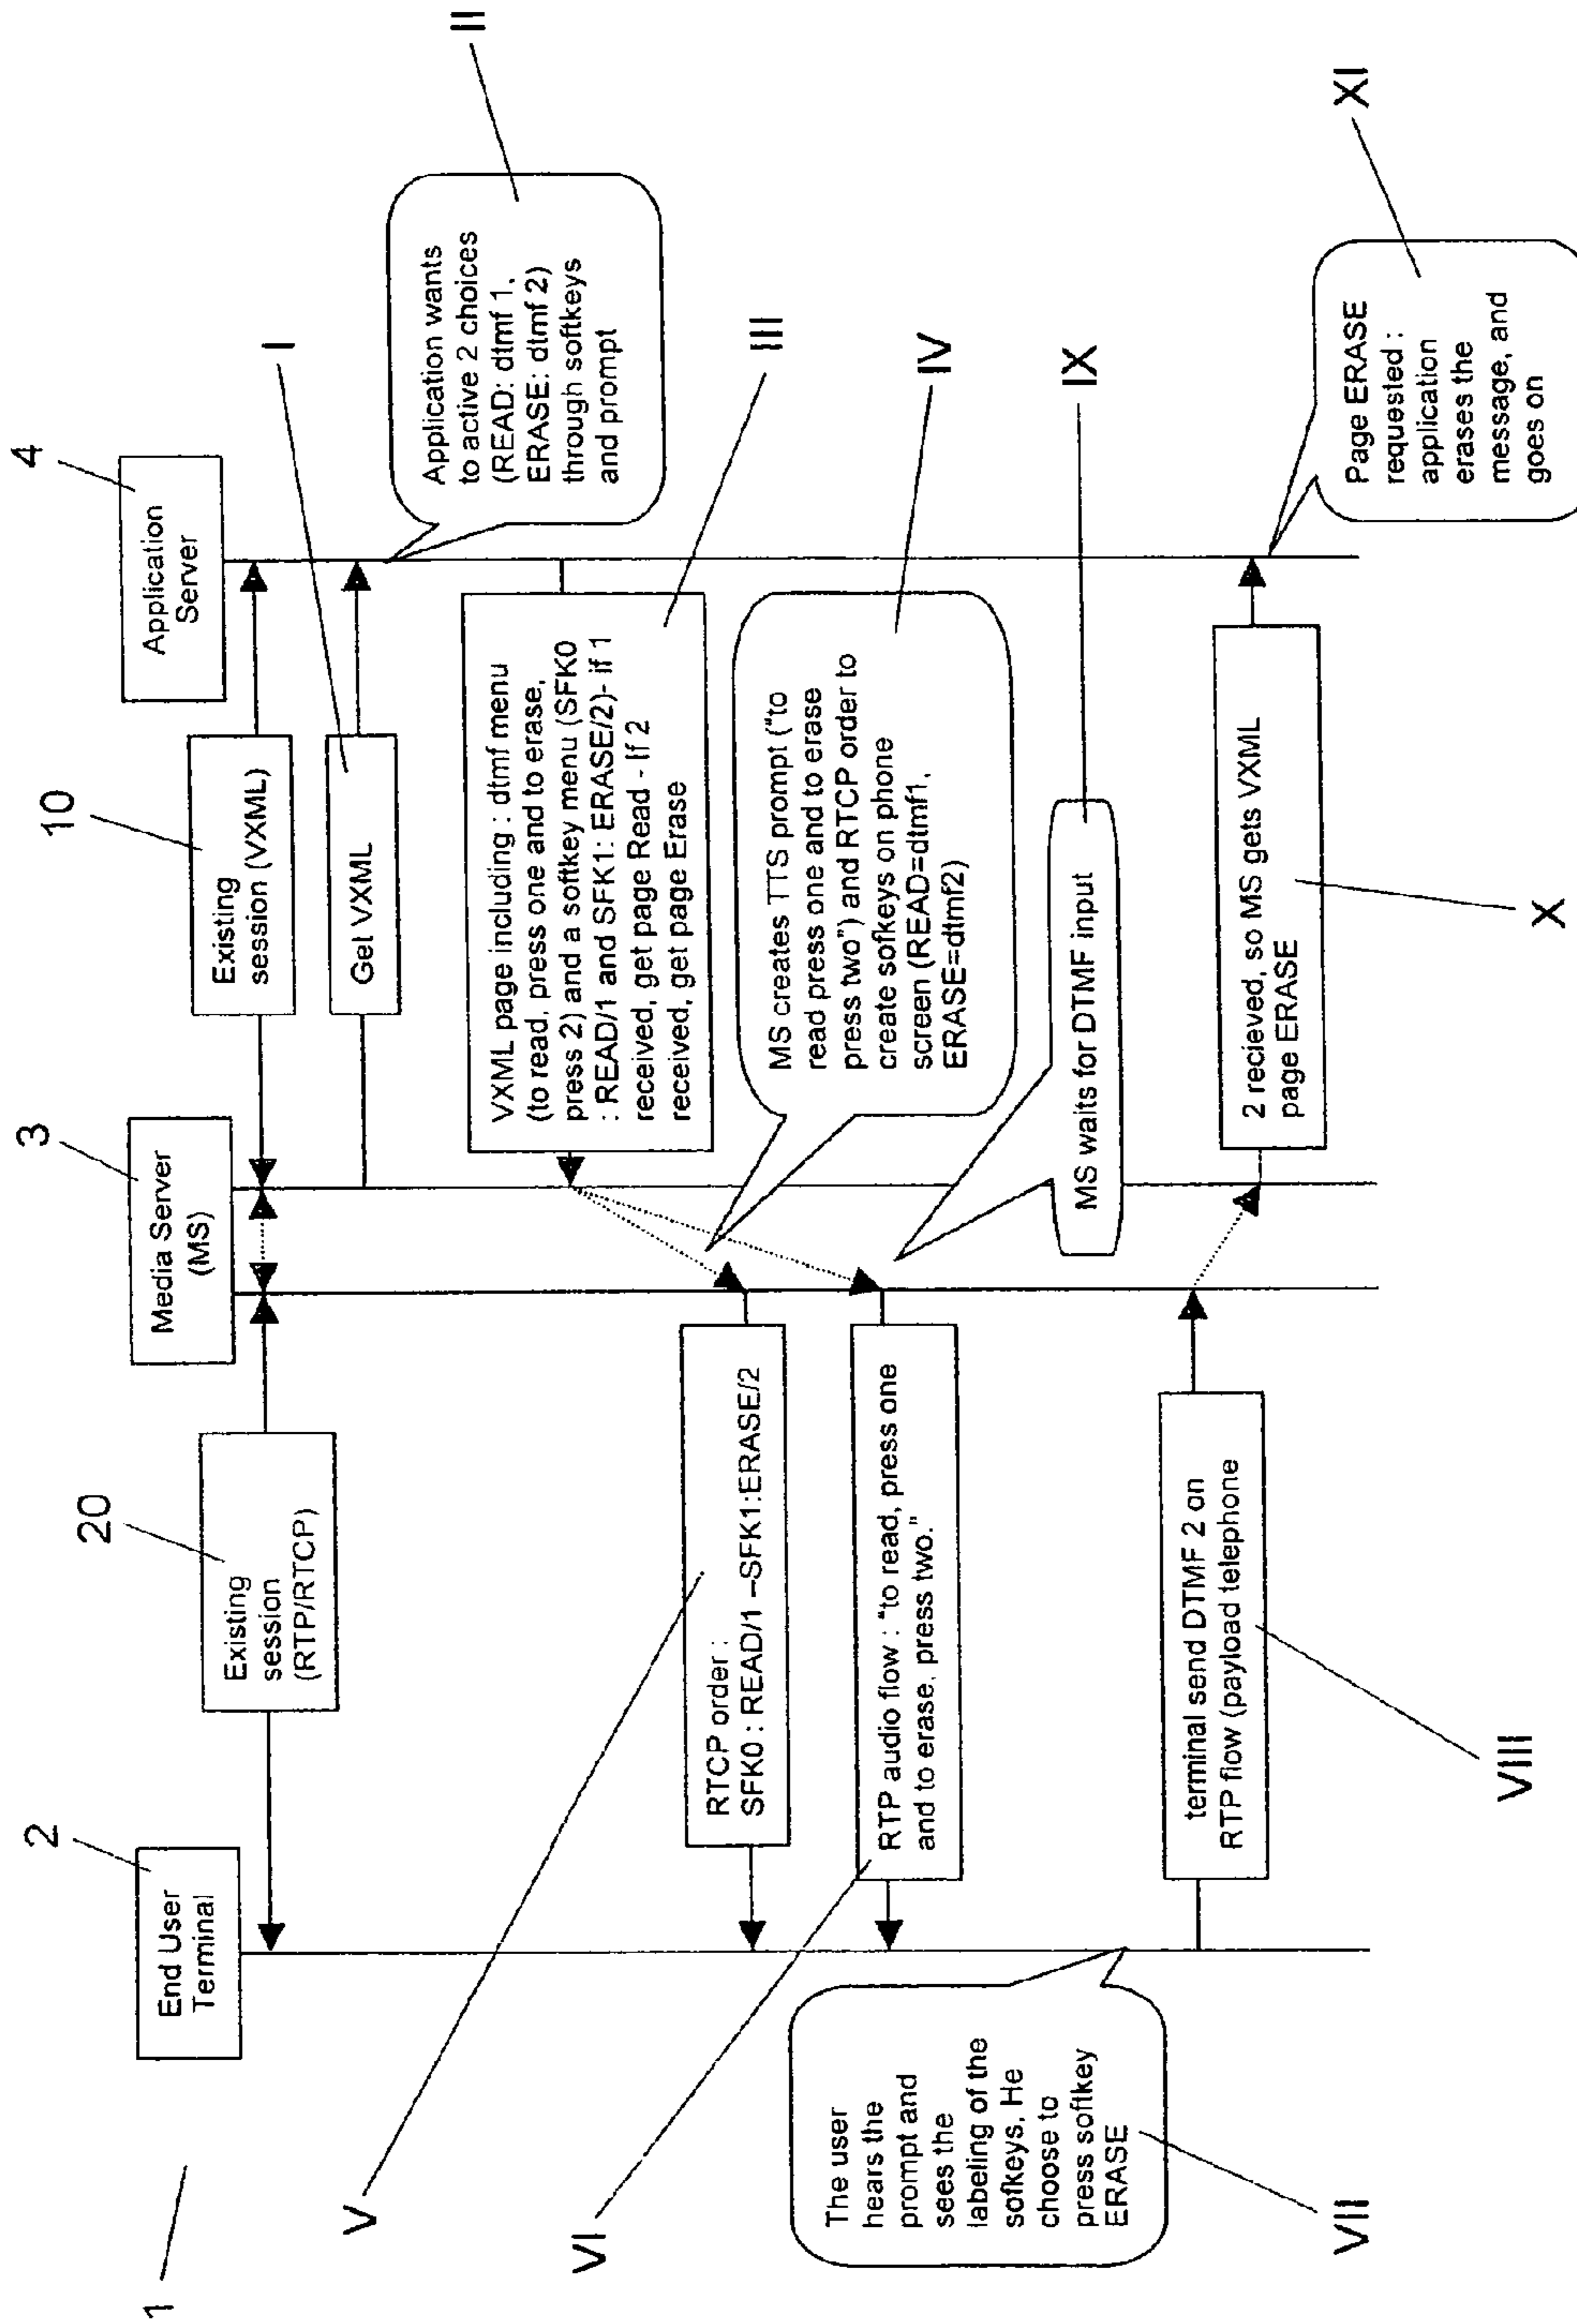 1
2
End User
Terminal
20
Existing
session
(RTP/RTCP)
3
Media Server
(MS)
10
Existing
session (VXML)
4
Application
Server
I
Get VXML
II
Application wants
to active 2 choices
(READ: dtmf 1,
ERASE: dtmf 2)
through softkeys
and prompt
III
VXML page including : dtmf menu
(to read, press one and to erase,
press 2) and a softkey menu (SFK0
: READ/1 and SFK1: ERASE/2)- if 1
received, get page Read - If 2
received, get page Erase
IV
MS creates TTS prompt ("to
read press one and to erase
press two") and RTCP order to
create sofkeys on phone
screen (READ=dtmf1,
ERASE=dtmf2)
V
RTCP order :
SFK0 : READ/1 –SFK1:ERASE/2
VI
RTP audio flow : "to read, press one
and to erase, press two."
IX
MS waits for DTMF input
VII
The user
hears the
prompt and
sees the
labeling of the
sofkeys, He
choose to
press softkey
ERASE
VIII
terminal send DTMF 2 on
RTP flow (payload telephone
X
2 recieved, so MS gets VXML
page ERASE
XI
Page ERASE
requested :
application
erases the
message, and
goes on